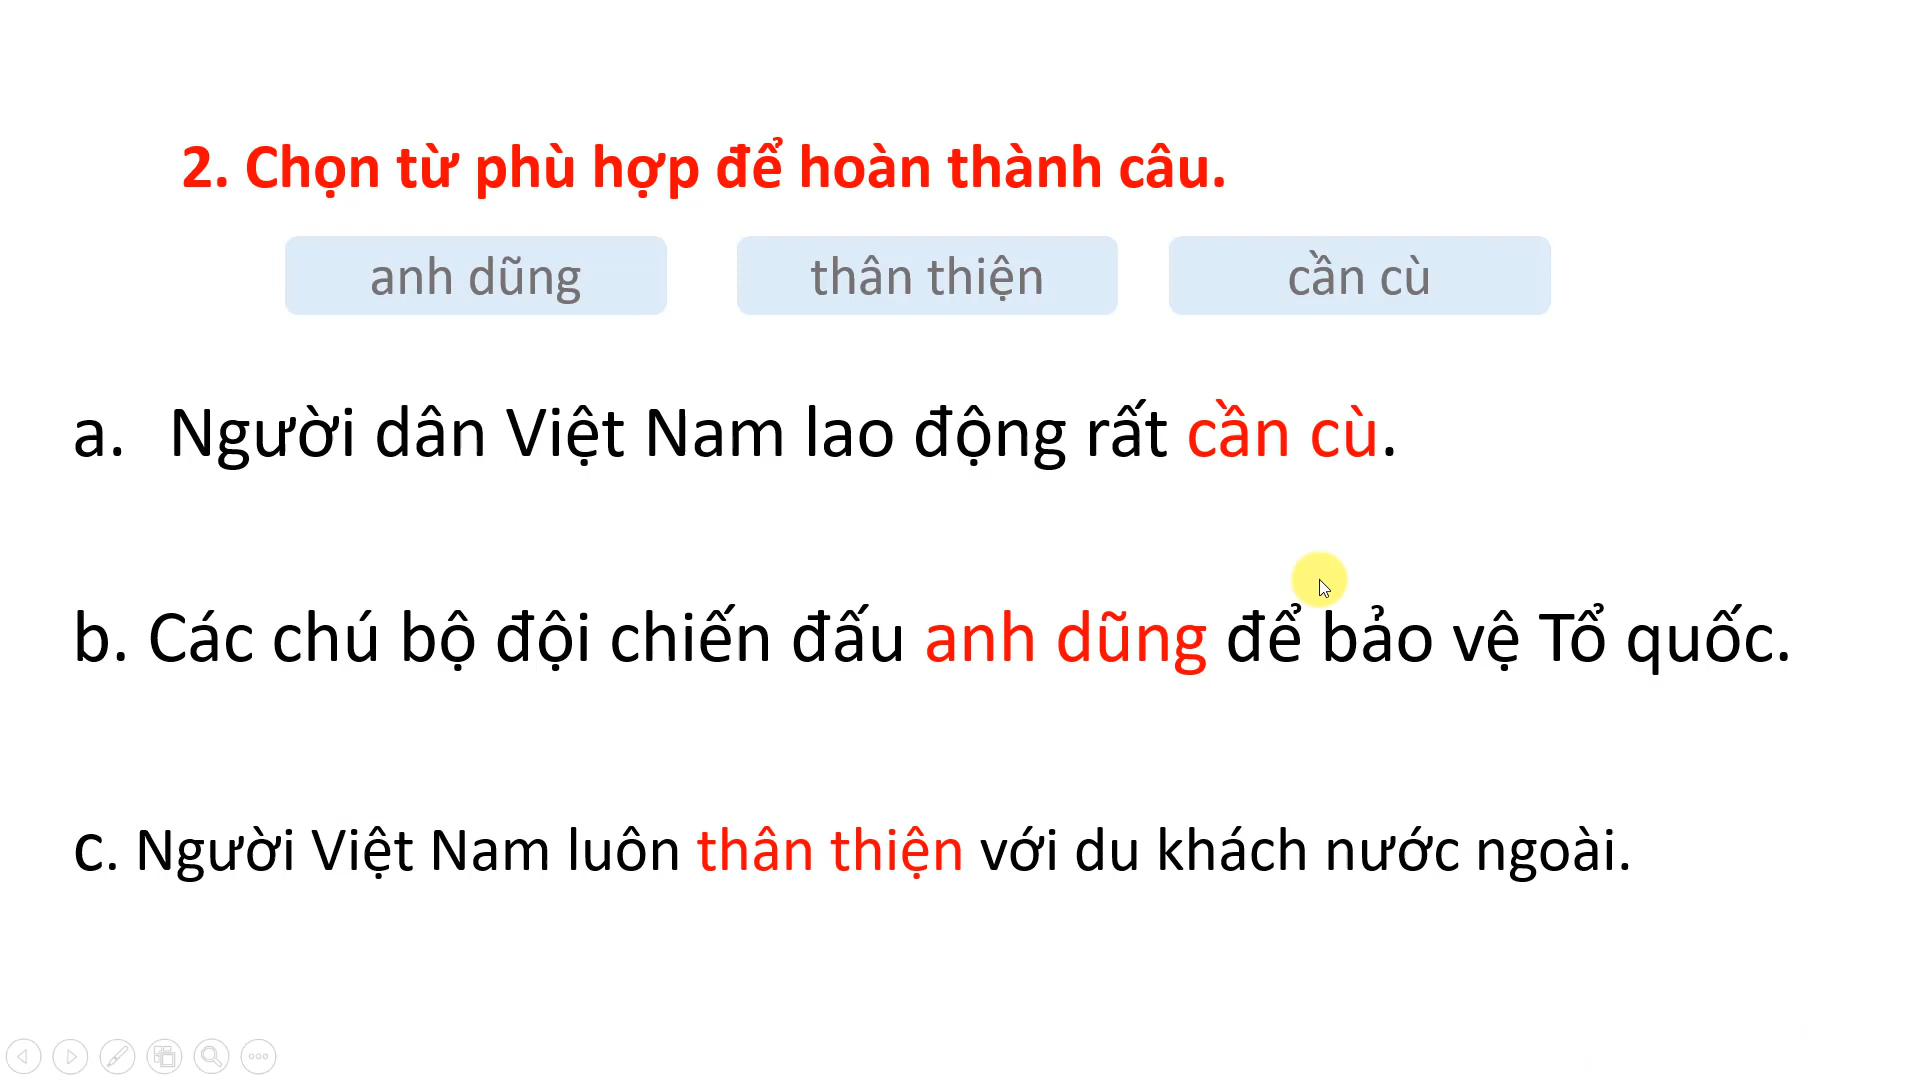 2. Chọn từ phù hợp để hoàn thành câu.
anh dũng thân thiện cần cù
a. Người dân Việt Nam lao động rất cần cù.
b. Các chú bộ đội chiến đấu anh dũng để bảo vệ Tổ quốc.
c. Người Việt Nam luôn thân thiện với du khách nước ngoài.